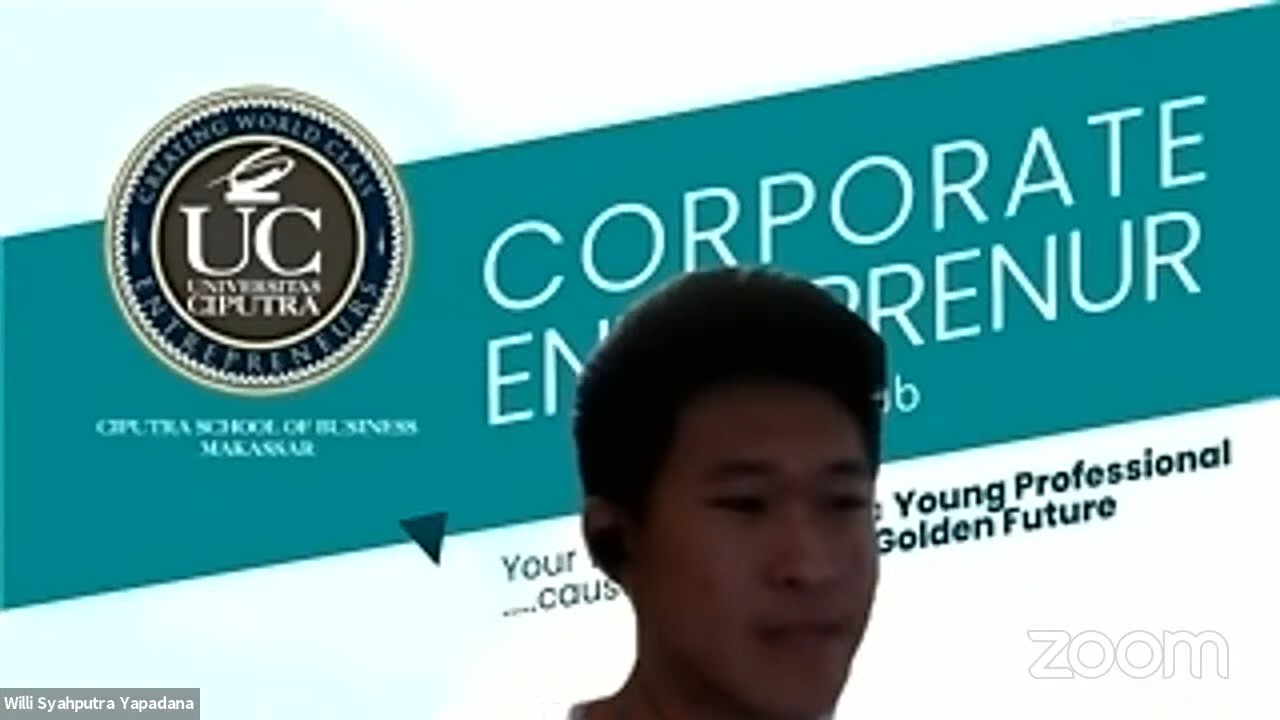 CREATING WORLD CLASS
UC
UNIVERSITAS
CIPUTRA
ENTREPRENEURS
CIPUTRA SCHOOL OF BUSINESS
MAKASSAR
CORPORATE
PRENUR
Your
Young Professional
....caus
Golden Future
zoom
Willi Syahputra Yapadana